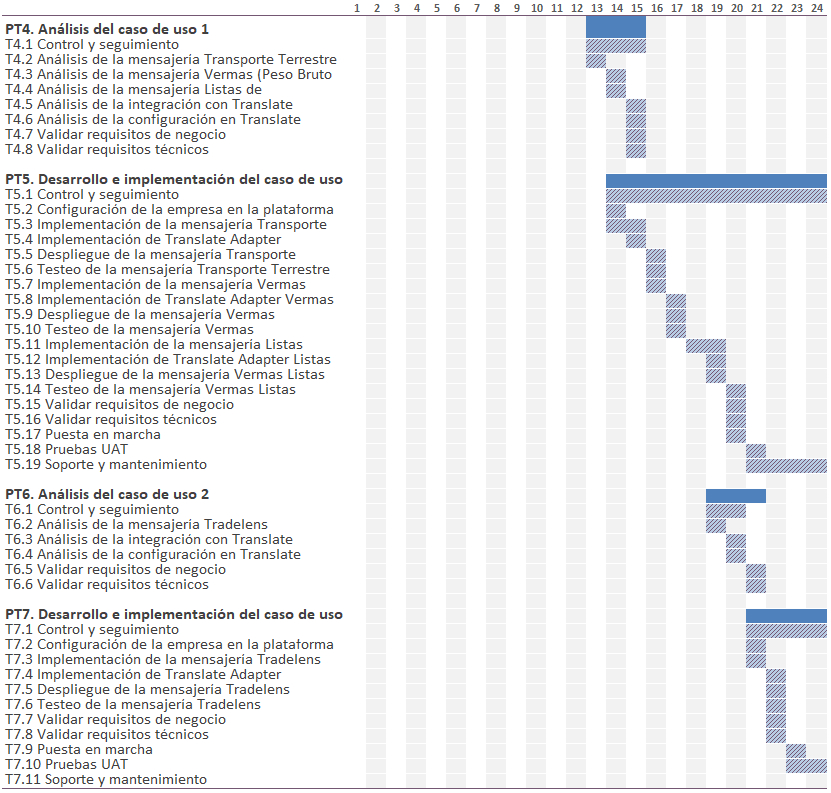 1 2 3 4 5 6 7 8 9 10 11 12 13 14 15 16 17 18 19 20 21 22 23 24
PT4. Análisis del caso de uso 1
T4.1 Control y seguimiento
T4.2 Análisis de la mensajería Transporte Terrestre
T4.3 Análisis de la mensajería Vermas (Peso Bruto
T4.4 Análisis de la mensajería Listas de
T4.5 Análisis de la integración con Translate
T4.6 Análisis de la configuración en Translate
T4.7 Validar requisitos de negocio
T4.8 Validar requisitos técnicos
PT5. Desarrollo e implementación del caso de uso
T5.1 Control y seguimiento
T5.2 Configuración de la empresa en la plataforma
T5.3 Implementación de la mensajería Transporte
T5.4 Implementación de Translate Adapter
T5.5 Despliegue de la mensajería Transporte
T5.6 Testeo de la mensajería Transporte Terrestre
T5.7 Implementación de la mensajería Vermas
T5.8 Implementación de Translate Adapter Vermas
T5.9 Despliegue de la mensajería Vermas
T5.10 Testeo de la mensajería Vermas
T5.11 Implementación de la mensajería Listas
T5.12 Implementación de Translate Adapter Listas
T5.13 Despliegue de la mensajería Vermas Listas
T5.14 Testeo de la mensajería Vermas Listas
T5.15 Validar requisitos de negocio
T5.16 Validar requisitos técnicos
T5.17 Puesta en marcha
T5.18 Pruebas UAT
T5.19 Soporte y mantenimiento
PT6. Análisis del caso de uso 2
T6.1 Control y seguimiento
T6.2 Análisis de la mensajería Tradelens
T6.3 Análisis de la integración con Translate
T6.4 Análisis de la configuración en Translate
T6.5 Validar requisitos de negocio
T6.6 Validar requisitos técnicos
PT7. Desarrollo e implementación del caso de uso
T7.1 Control y seguimiento
T7.2 Configuración de la empresa en la plataforma
T7.3 Implementación de la mensajería Tradelens
T7.4 Implementación de Translate Adapter
T7.5 Despliegue de la mensajería Tradelens
T7.6 Testeo de la mensajería Tradelens
T7.7 Validar requisitos de negocio
T7.8 Validar requisitos técnicos
T7.9 Puesta en marcha
T7.10 Pruebas UAT
T7.11 Soporte y mantenimiento